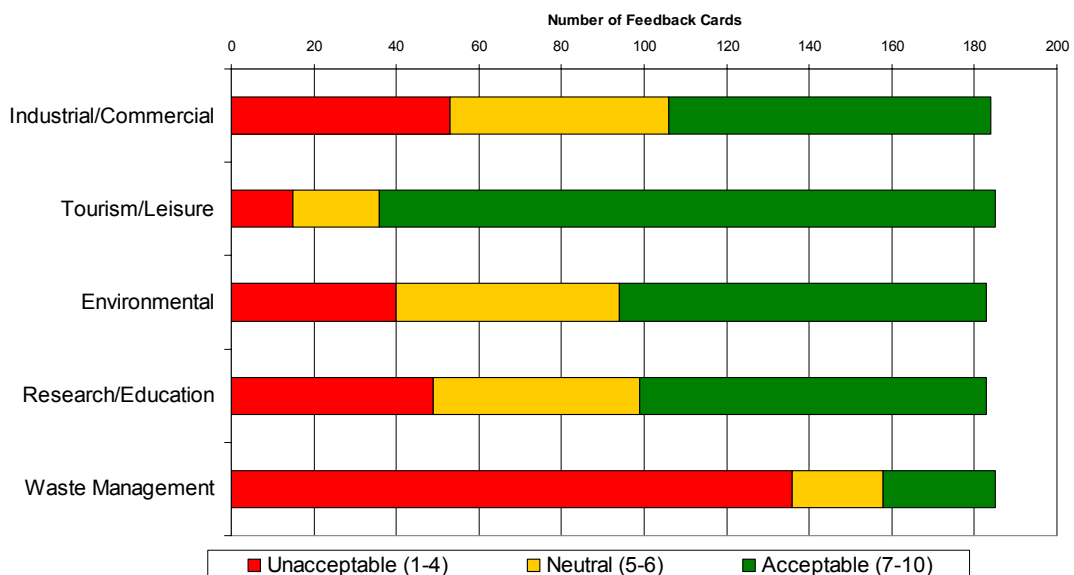 Number of Feedback Cards
0 20 40 60 80 100 120 140 160 180 200
Industrial/Commercial
Tourism/Leisure
Environmental
Research/Education
Waste Management
Unacceptable (1-4) Neutral (5-6) Acceptable (7-10)